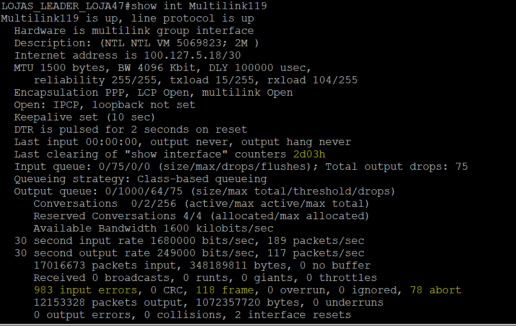 LOJAS_LEADER_LOJA47#show int Multilink119
Multilink119 is up, line protocol is up
Hardware is multilink group interface
Description: (NTL NTL VM 5069823; 2M )
Internet address is 100.127.5.18/30
MTU 1500 bytes, BW 4096 Kbit, DLY 100000 usec,
reliability 255/255, txload 15/255, rxload 104/255
Encapsulation PPP, LCP Open, multilink Open
Open: IPCP, loopback not set
Keepalive set (10 sec)
DTR is pulsed for 2 seconds on reset
Last input 00:00:00, output never, output hang never
Last clearing of "show interface" counters 2d03h
Input queue: 0/75/0/0 (size/max/drops/flushes); Total output drops: 75
Queueing strategy: Class-based queueing
Output queue: 0/1000/64/75 (size/max total/threshold/drops)
Conversations 0/2/256 (active/max active/max total)
Reserved Conversations 4/4 (allocated/max allocated)
Available Bandwidth 1600 kilobits/sec
30 second input rate 1680000 bits/sec, 189 packets/sec
30 second output rate 249000 bits/sec, 117 packets/sec
17016673 packets input, 348189811 bytes, 0 no buffer
Received 0 broadcasts, 0 runts, 0 giants, 0 throttles
983 input errors, 0 CRC, 118 frame, 0 overrun, 0 ignored, 78 abort
12153328 packets output, 1072357720 bytes, 0 underruns
0 output errors, 0 collisions, 2 interface resets